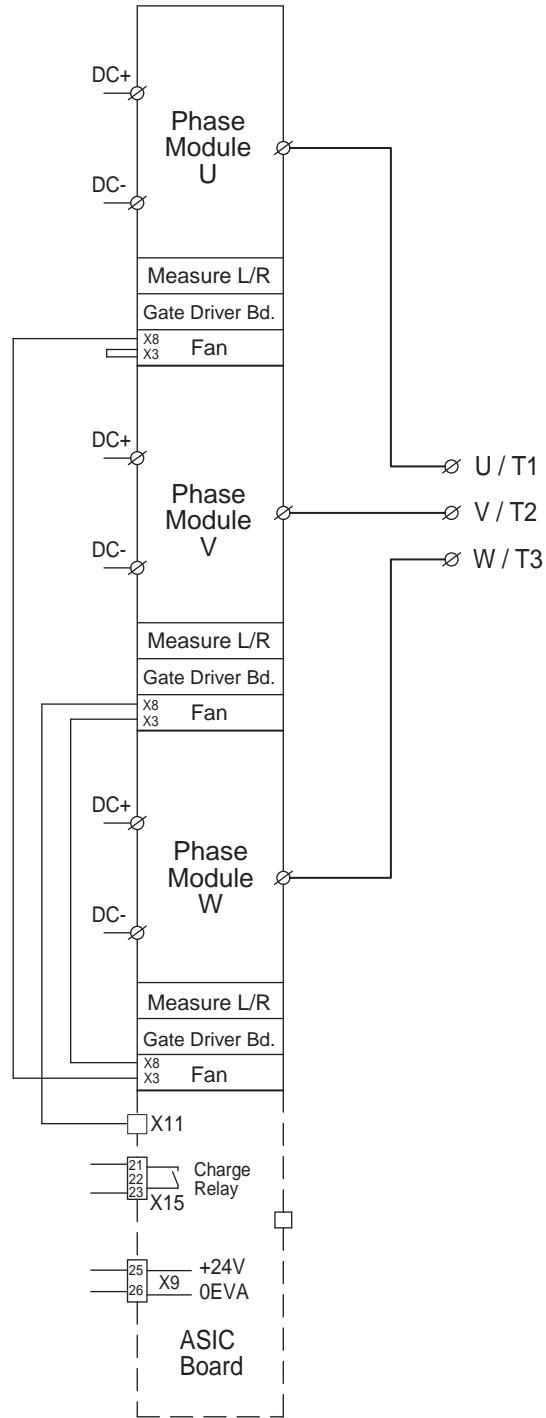 DC+
Phase
Module
U
DC-
Measure L/R
Gate Driver Bd.
X8
X3
Fan
DC+
U / T1
Phase
Module
V
V / T2
DC-
W / T3
Measure L/R
Gate Driver Bd.
X8
X3
Fan
DC+
Phase
Module
W
DC-
Measure L/R
Gate Driver Bd.
X8
X3
Fan
X11
21
22
23
X15
Charge
Relay
25
26
X9
+24V
0EVA
ASIC
Board